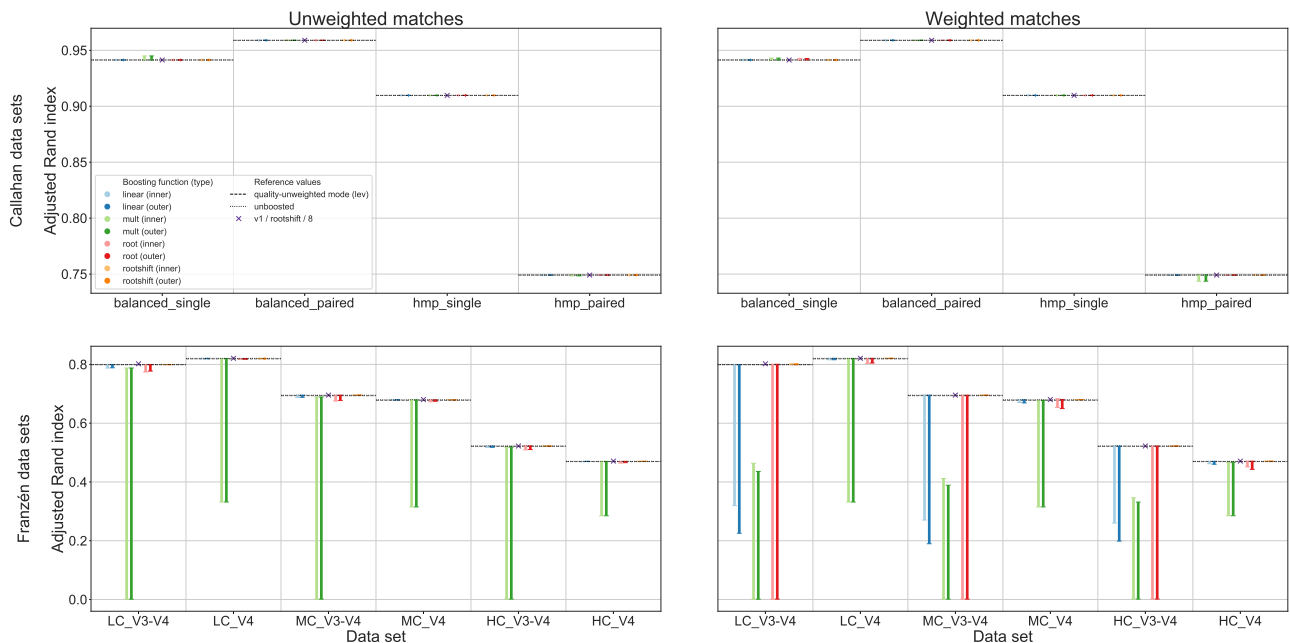 Unweighted matches
Weighted matches
Callahan data sets
Adjusted Rand index
0.95
0.90
0.85
0.80
0.75
Boosting function (type)
linear (inner)
linear (outer)
mult (inner)
mult (outer)
root (inner)
root (outer)
rootshift (inner)
rootshift (outer)
Reference values
quality-unweighted mode (lev)
unboosted
v1 / rootshift / 8
balanced_single balanced_paired hmp_single hmp_paired
balanced_single balanced_paired hmp_single hmp_paired
Franzén data sets
Adjusted Rand index
0.8
0.6
0.4
0.2
0.0
LC_V3-V4 LC_V4 MC_V3-V4 MC_V4 HC_V3-V4 HC_V4
Data set
LC_V3-V4 LC_V4 MC_V3-V4 MC_V4 HC_V3-V4 HC_V4
Data set